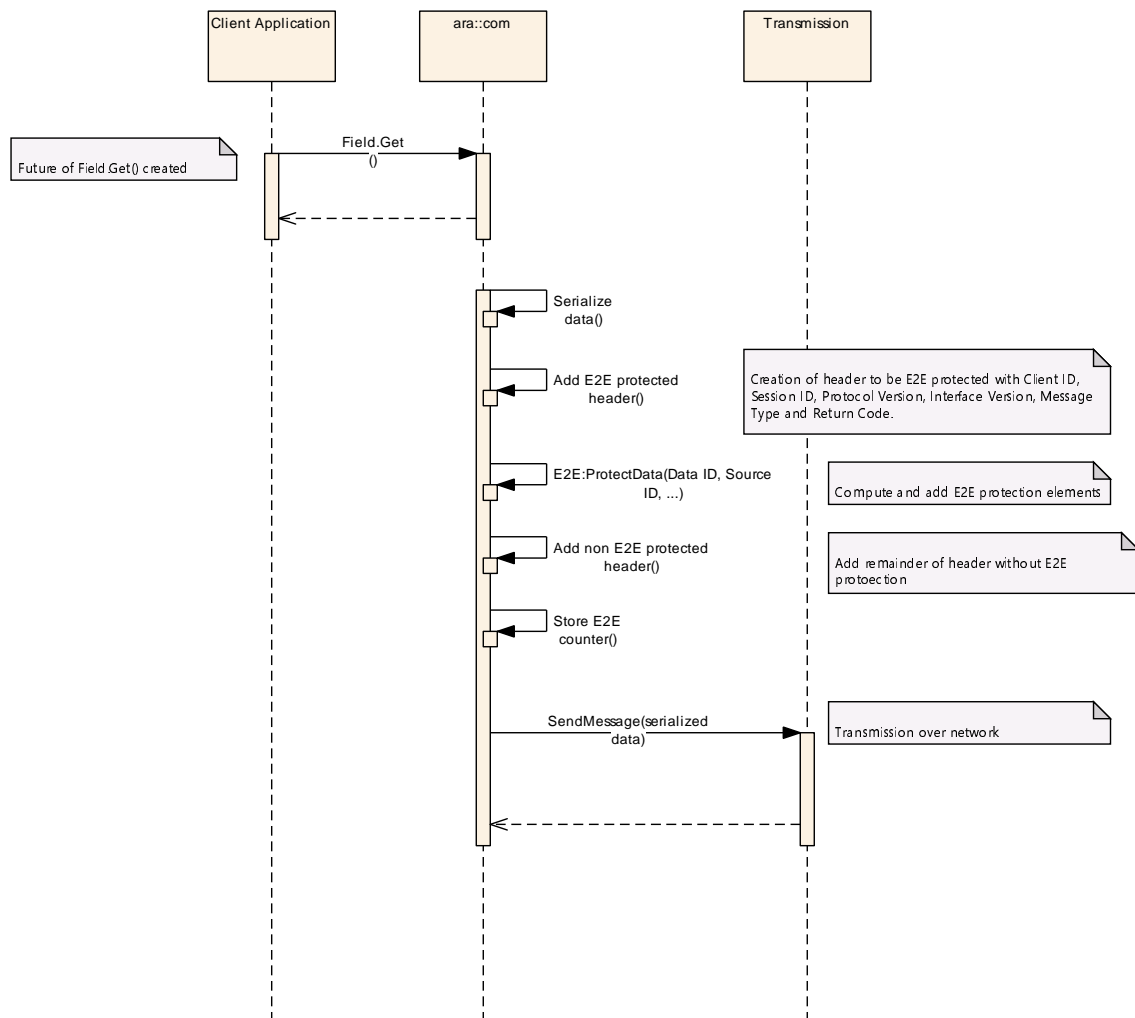 Client Application
ara::com
Transmission
Field.Get
()
Future of Field.Get() created
Serialize
data()
Add E2E protected
header()
Creation of header to be E2E protected with Client ID,
Session ID, Protocol Version, Interface Version, Message
Type and Return Code.
E2E:ProtectData(Data ID, Source
ID, ...)
Compute and add E2E protection elements
Add non E2E protected
header()
Add remainder of header without E2E
protoection
Store E2E
counter()
SendMessage(serialized
data)
Transmission over network